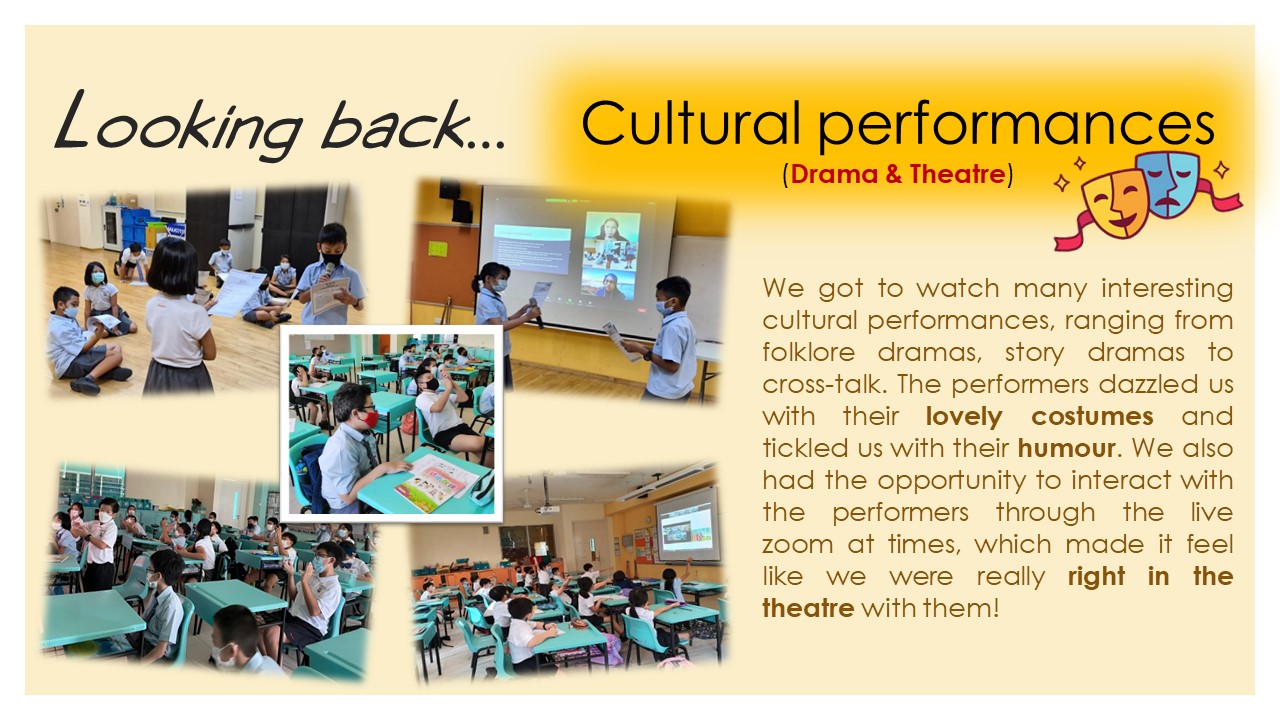 Looking back...
Cultural performances
(Drama & Theatre)
We got to watch many interesting
cultural performances, ranging from
folklore dramas, story dramas to
cross-talk. The performers dazzled us
with their lovely costumes and
tickled us with their humour. We also
had the opportunity to interact with
the performers through the live
zoom at times, which made it feel
like we were really right in the
theatre with them!